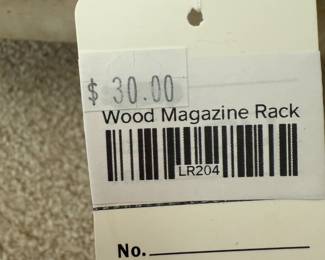 $ 30.00
Wood Magazine Rack
LR204
No.